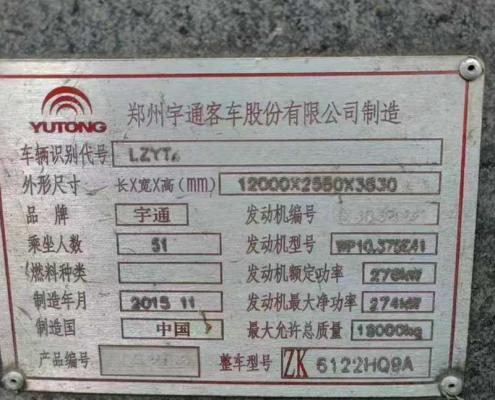 YUTONG 郑州宇通客车股份有限公司制造
车辆识别代号 LZYT
外形尺寸 长X宽X高(mm) 12000X2550X3630
品牌 宇通 发动机编号
乘坐人数 51 发动机型号 WP10.375E41
燃料种类 发动机额定功率 276kW
制造年月 2015 11 发动机最大净功率 274kW
制造国 中国 最大允许总质量 18000kg
产品编号 整车型号 ZK 6122HQ9A